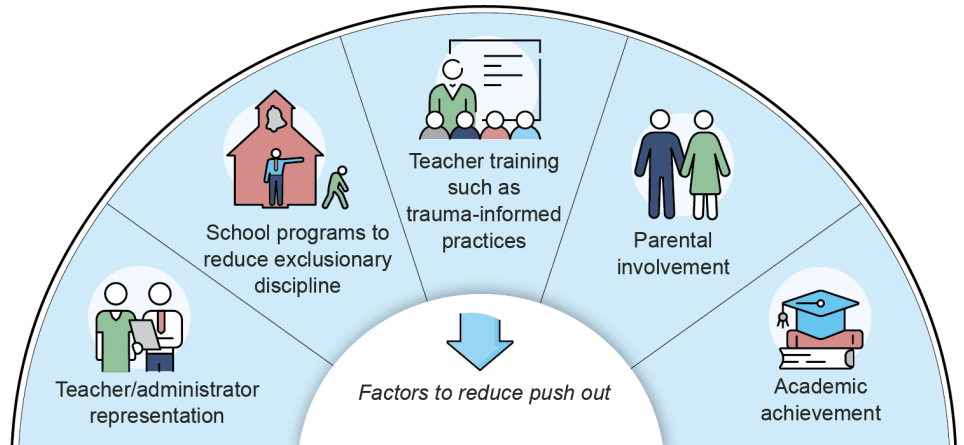 Teacher/administrator
representation
School programs to
reduce exclusionary
discipline
Teacher training
such as
trauma-informed
practices
Parental
involvement
Academic
achievement
Factors to reduce push out